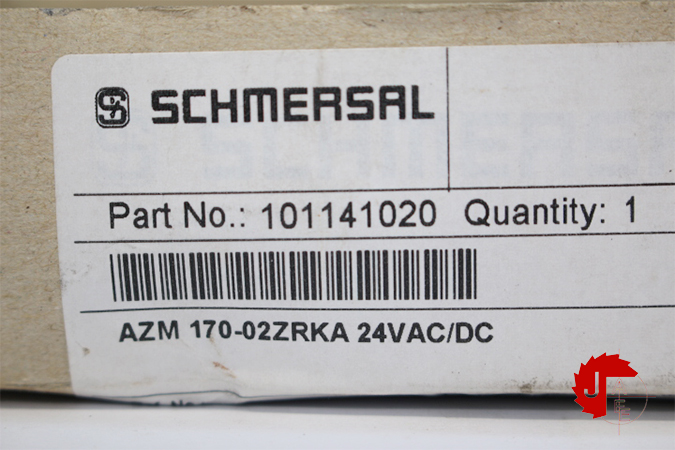 SCHMERSAL
Part No.: 101141020 Quantity: 1
AZM 170-02ZRKA 24VAC/DC
J